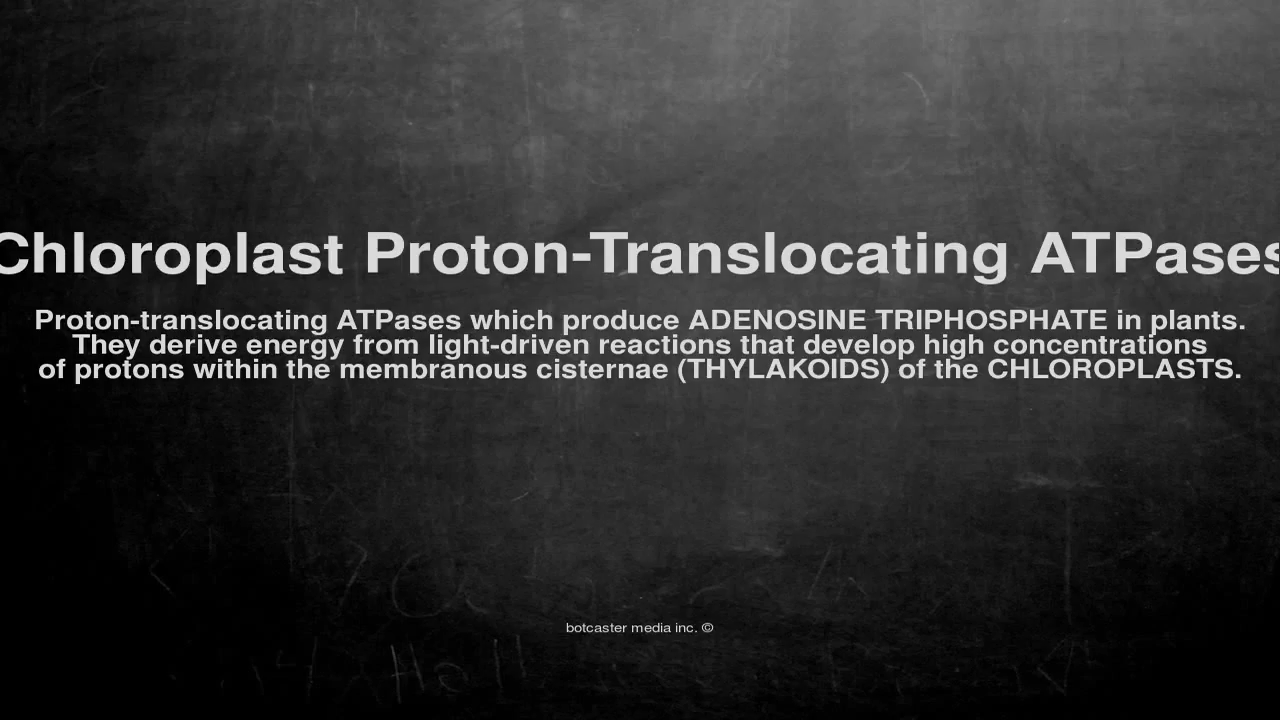 Chloroplast Proton-Translocating ATPases
Proton-translocating ATPases which produce ADENOSINE TRIPHOSPHATE in plants.
They derive energy from light-driven reactions that develop high concentrations
of protons within the membranous cisternae (THYLAKOIDS) of the CHLOROPLASTS.
botcaster media inc. ©